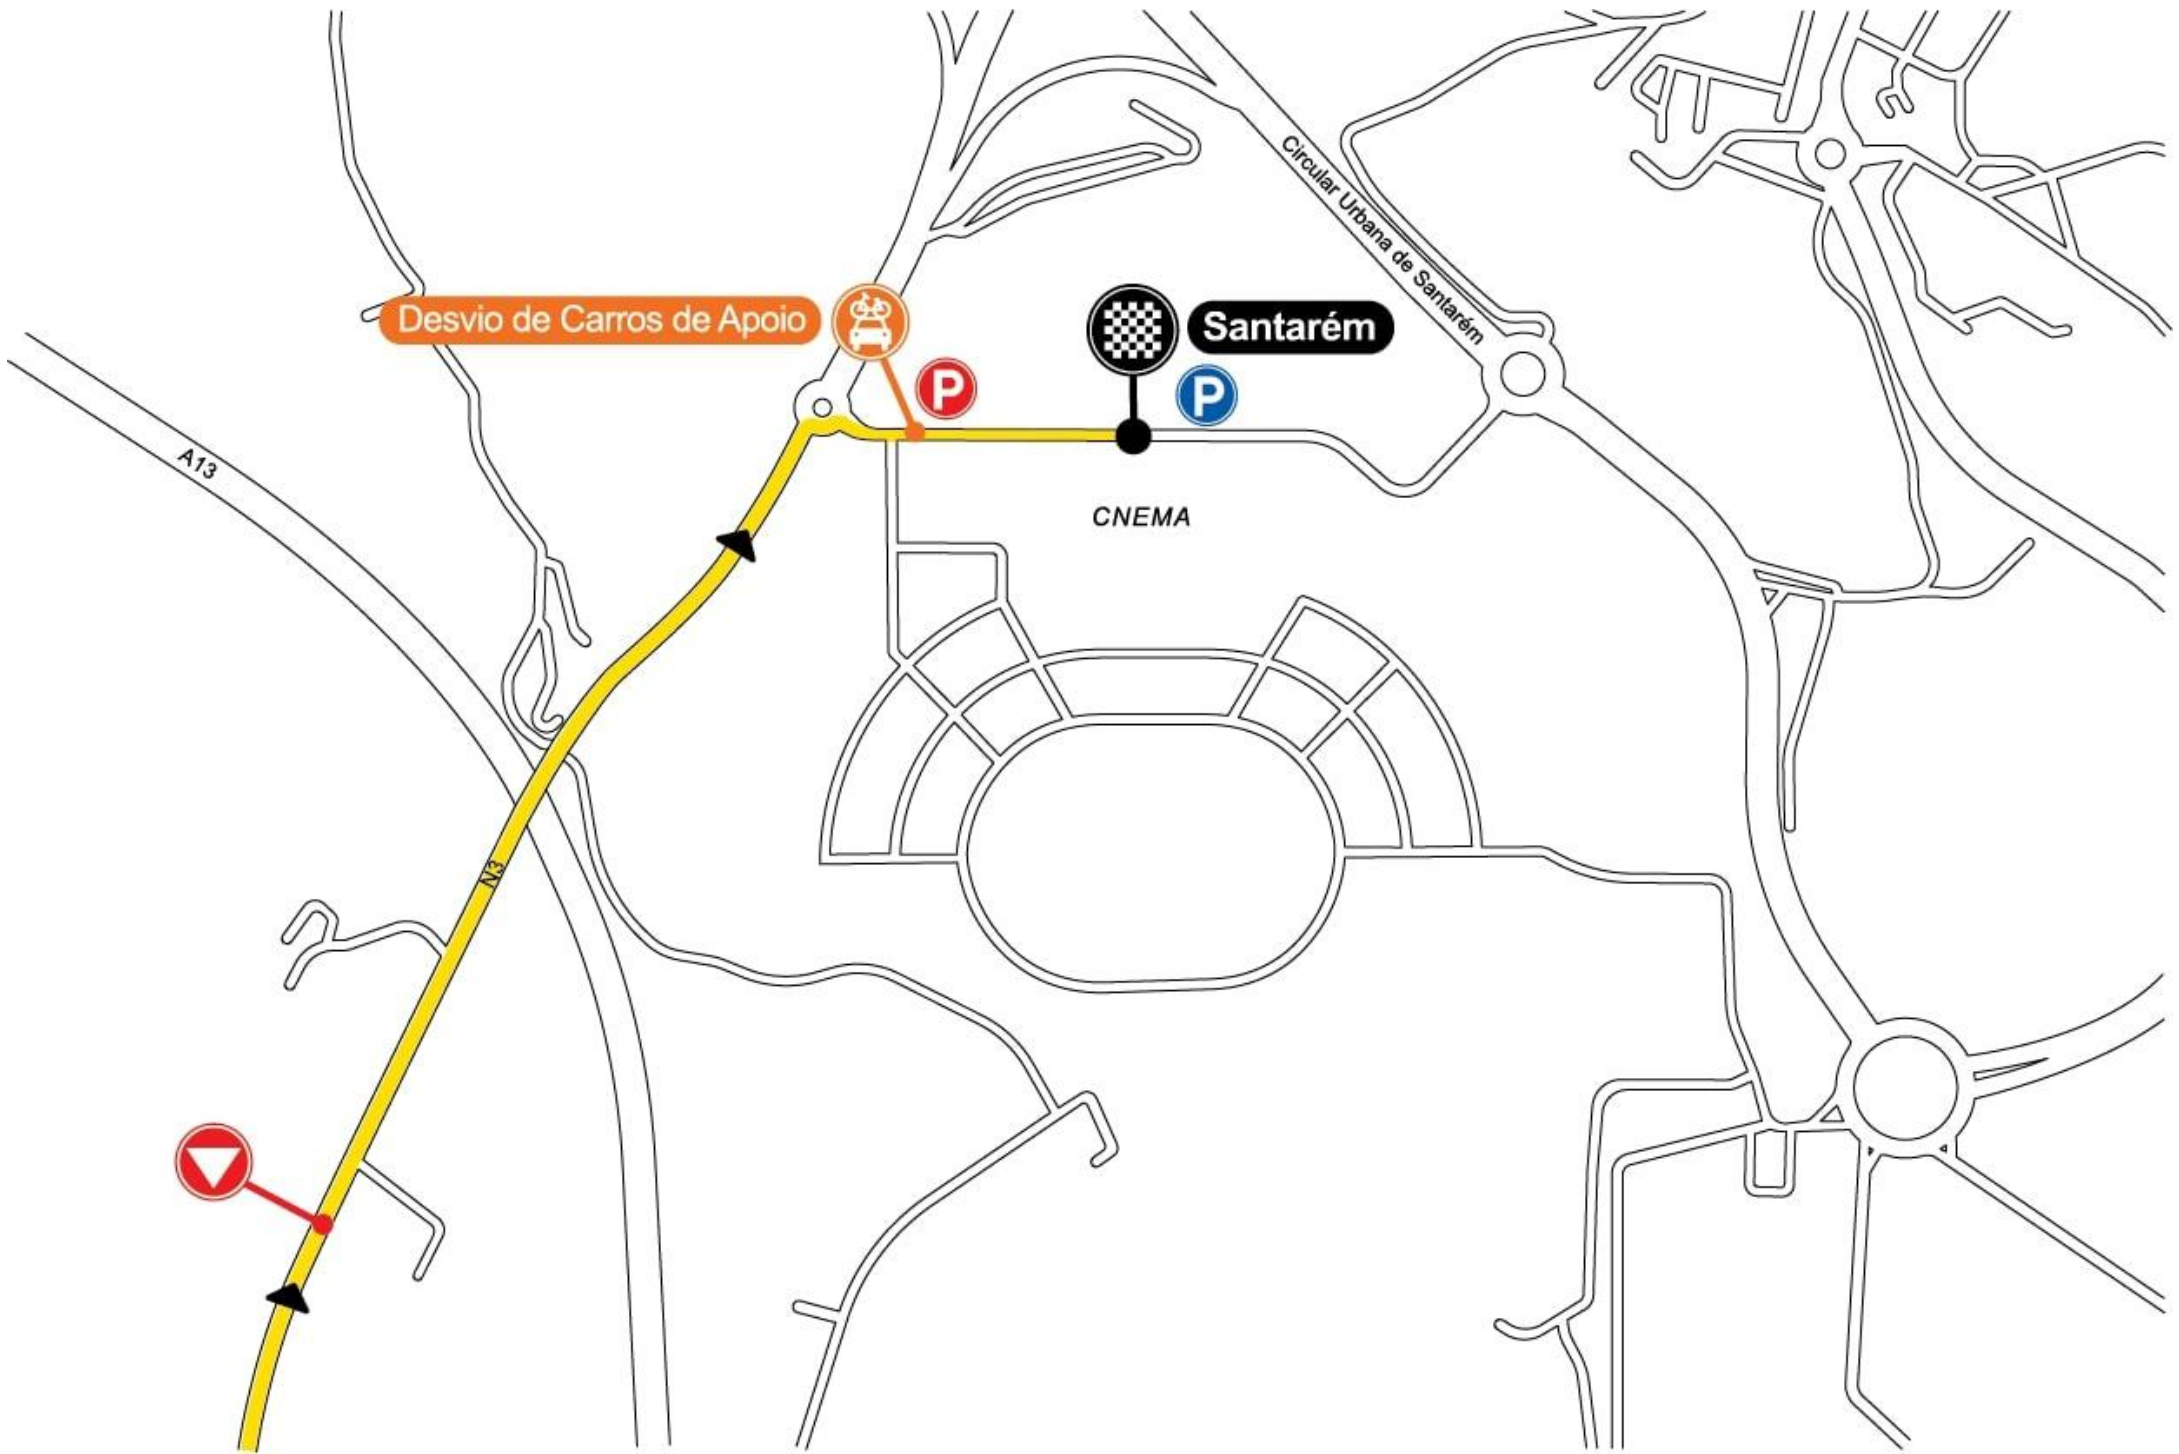 Circular Urbana de Santarém
Desvio de Carros de Apoio
Santarém
P
P
A13
CNEMA
N3